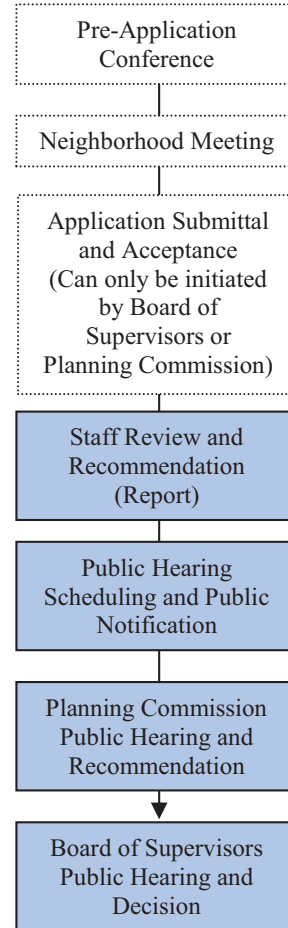 Pre-Application
Conference
Neighborhood Meeting
Application Submittal
and Acceptance
(Can only be initiated
by Board of
Supervisors or
Planning Commission)
Staff Review and
Recommendation
(Report)
Public Hearing
Scheduling and Public
Notification
Planning Commission
Public Hearing and
Recommendation
Board of Supervisors
Public Hearing and
Decision